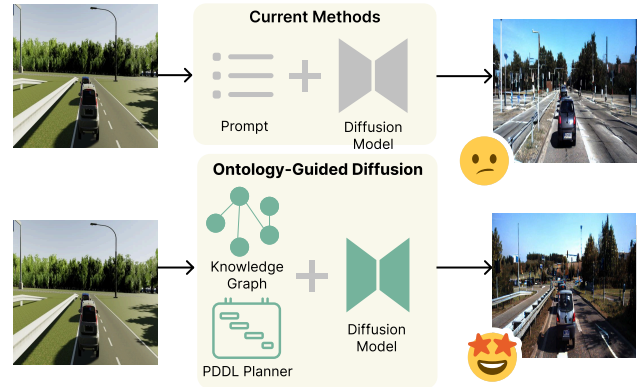 Current Methods
Prompt
Diffusion
Model
Ontology-Guided Diffusion
Knowledge
Graph
PDDL Planner
Diffusion
Model